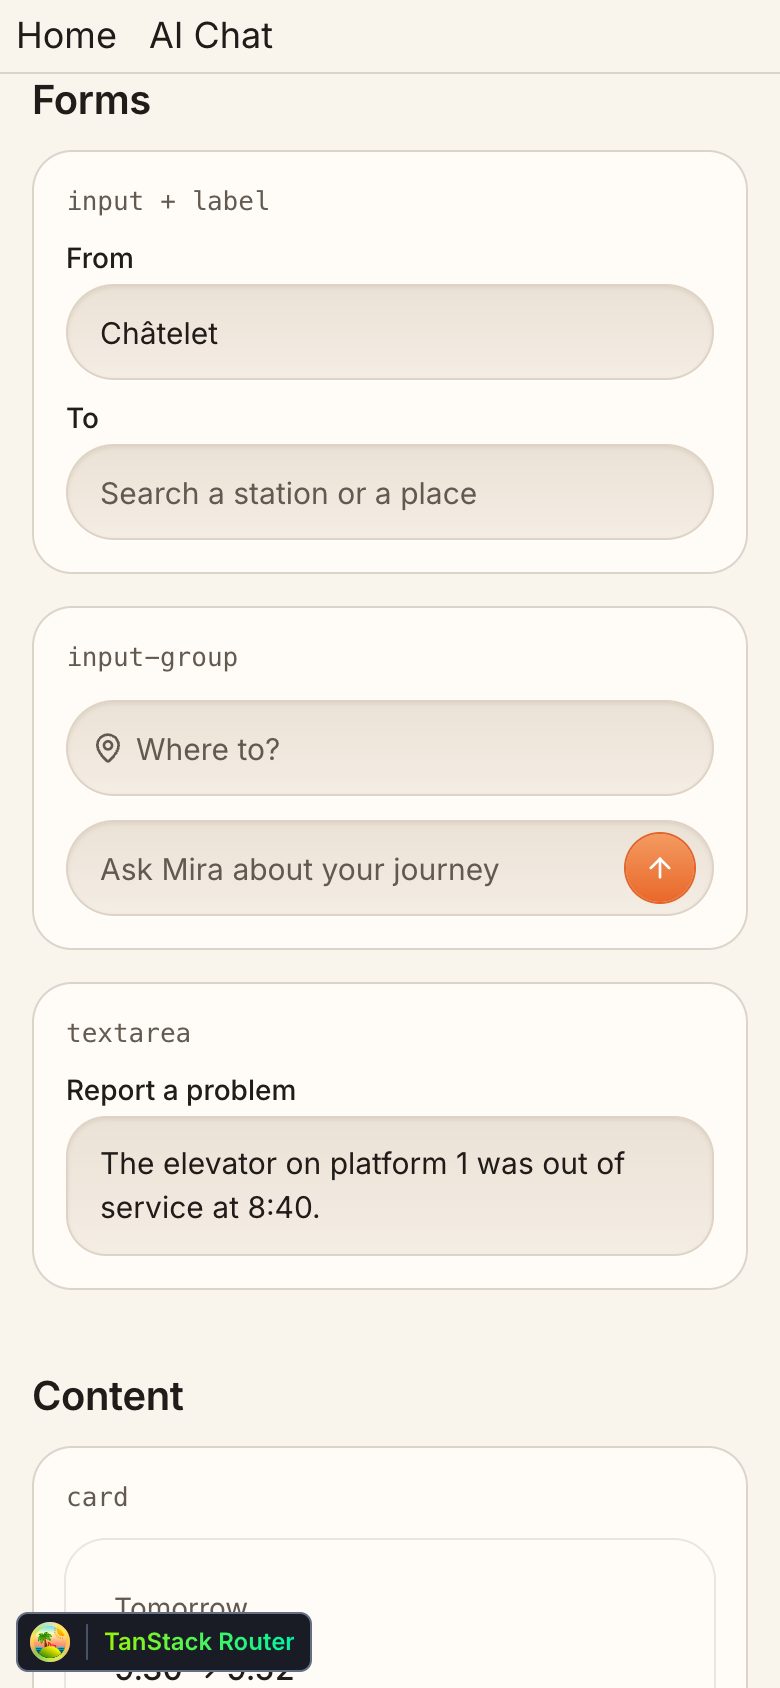 Home AI Chat
Forms
input + label
From
Châtelet
To
Search a station or a place
input-group
Where to?
Ask Mira about your journey
textarea
Report a problem
The elevator on platform 1 was out of
service at 8:40.
Content
card
Tomorrow
TanStack Router